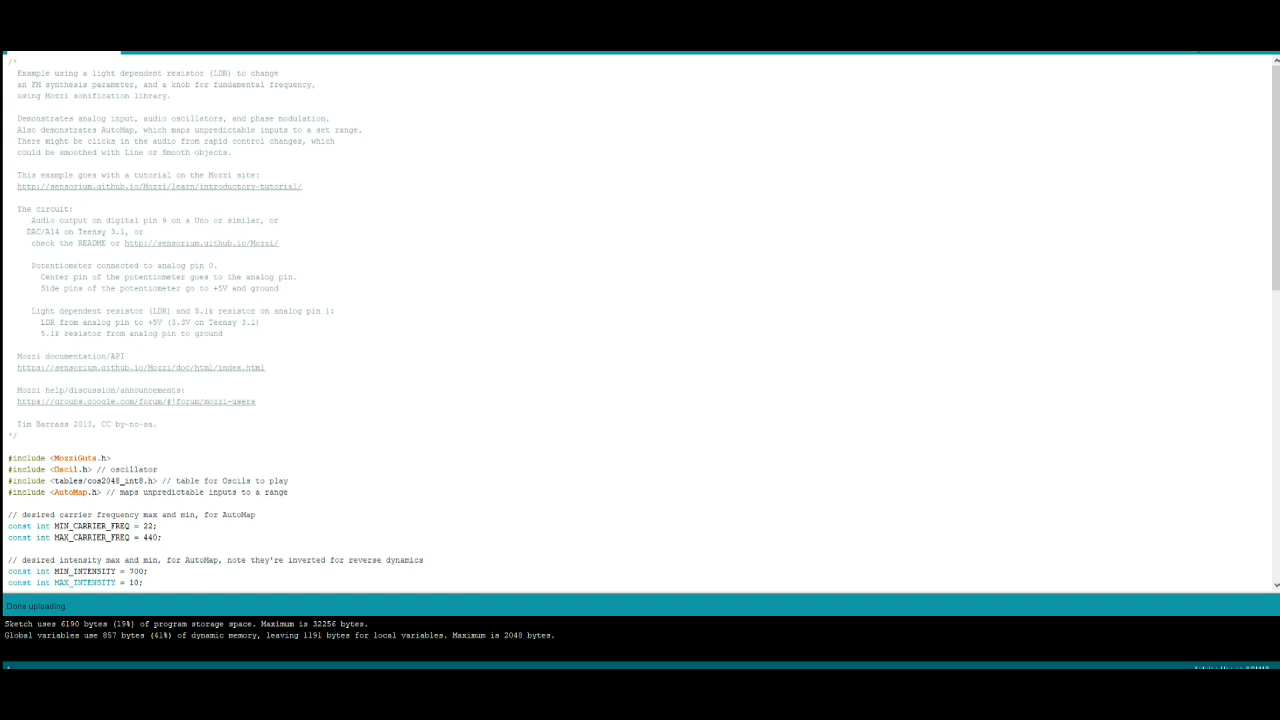 /*
Example using a light dependent resistor (LDR) to change
an FM synthesis parameter, and a knob for fundamental frequency,
using Mozzi sonification library.
Demonstrates analog input, audio oscillators, and phase modulation.
Also demonstrates AutoMap, which maps unpredictable inputs to a set range.
There might be clicks in the audio from rapid control changes, which
could be smoothed with Line or Smooth objects.
This example goes with a tutorial on the Mozzi site:
http://sensorium.github.io/Mozzi/learn/introductory-tutorial/
The circuit:
Audio output on digital pin 9 on a Uno or similar, or
DAC/A14 on Teensy 3.1, or
check the README or http://sensorium.github.io/Mozzi/
Potentiometer connected to analog pin 0.
Center pin of the potentiometer goes to the analog pin.
Side pins of the potentiometer go to +5V and ground
Light dependent resistor (LDR) and 5.1k resistor on analog pin 1:
LDR from analog pin to +5V (3.3V on Teensy 3.1)
5.1k resistor from analog pin to ground
Mozzi documentation/API
https://sensorium.github.io/Mozzi/doc/html/index.html
Mozzi help/discussion/announcements:
https://groups.google.com/forum/#!forum/mozzi-users
Tim Barrass 2013, CC by-nc-sa.
*/
#include <MozziGuts.h>
#include <Oscil.h> // oscillator
#include <tables/cos2048_int8.h> // table for Oscils to play
#include <AutoMap.h> // maps unpredictable inputs to a range
// desired carrier frequency max and min, for AutoMap
const int MIN_CARRIER_FREQ = 22;
const int MAX_CARRIER_FREQ = 440;
// desired intensity max and min, for AutoMap, note they're inverted for reverse dynamics
const int MIN_INTENSITY = 700;
const int MAX_INTENSITY = 10;
Done uploading.
Sketch uses 6190 bytes (19%) of program storage space. Maximum is 32256 bytes.
Global variables use 857 bytes (41%) of dynamic memory, leaving 1191 bytes for local variables. Maximum is 2048 bytes.